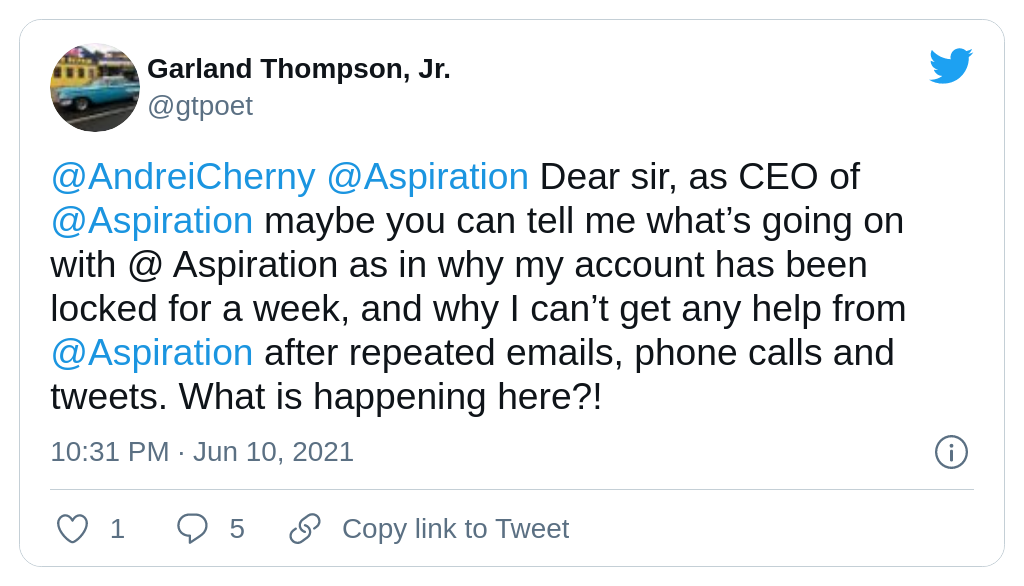 Garland Thompson, Jr.
@gtpoet
@AndreiCherny @Aspiration Dear sir, as CEO of
@Aspiration maybe you can tell me what’s going on
with @ Aspiration as in why my account has been
locked for a week, and why I can’t get any help from
@Aspiration after repeated emails, phone calls and
tweets. What is happening here?!
10:31 PM · Jun 10, 2021
1 5 Copy link to Tweet